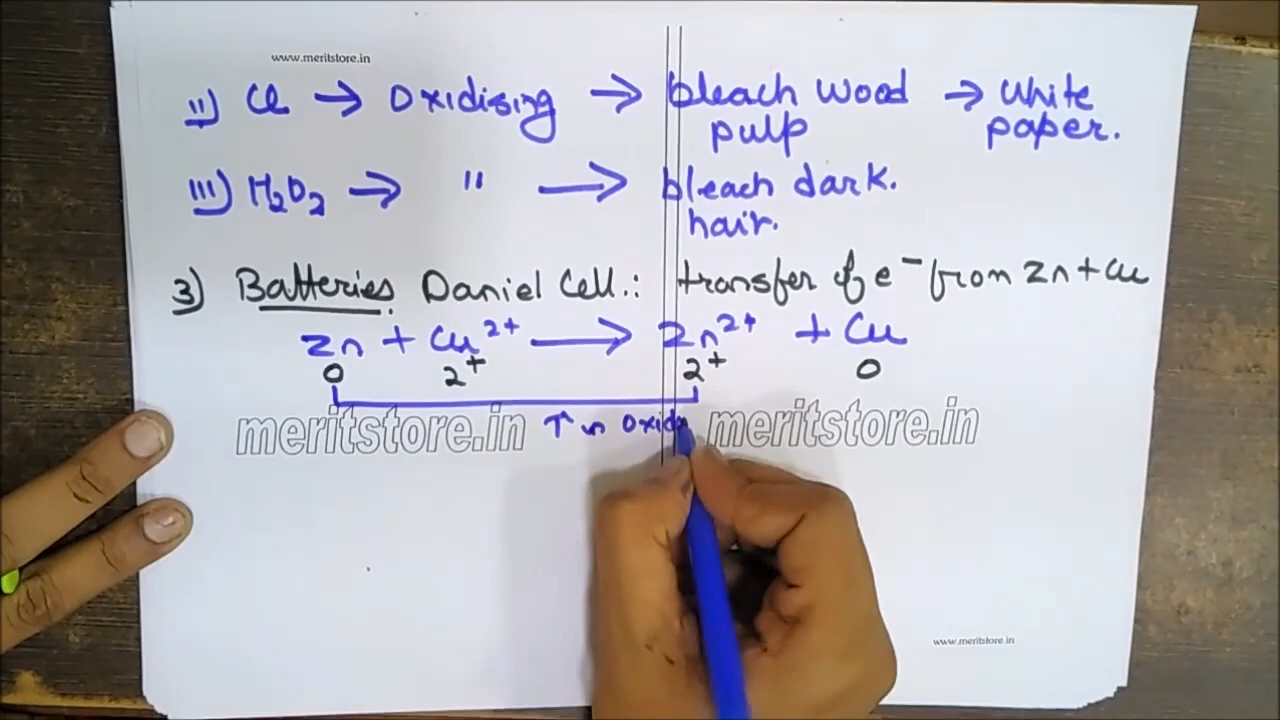 www.meritstore.in
ii) Cl → Oxidising → bleach wood → white
pulp paper.
iii) H₂O₂ → " → bleach dark.
hair.
3) Batteries. Daniel Cell.: transfer of e⁻ from Zn + Cu
Zn + Cu²⁺ → Zn²⁺ + Cu
0 2⁺ 2⁺ 0
meritstore.in ↑ in Oxida meritstore.in
www.meritstore.in